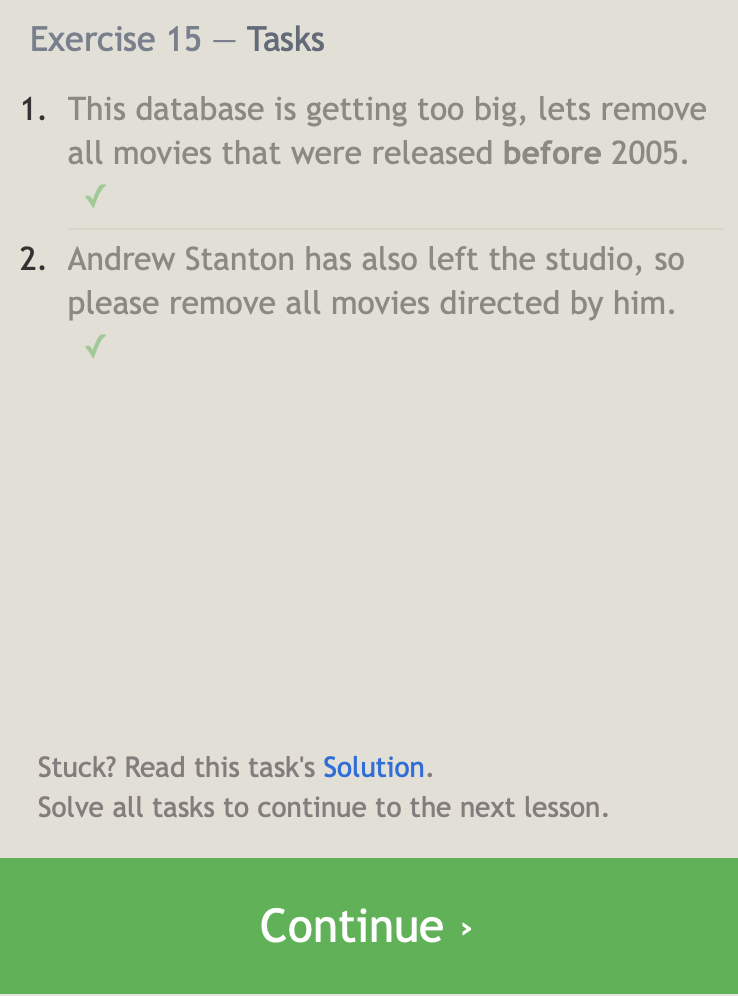 Exercise 15 — Tasks
1. This database is getting too big, lets remove
all movies that were released before 2005.
✓
2. Andrew Stanton has also left the studio, so
please remove all movies directed by him.
✓
Stuck? Read this task's Solution.
Solve all tasks to continue to the next lesson.
Continue ›